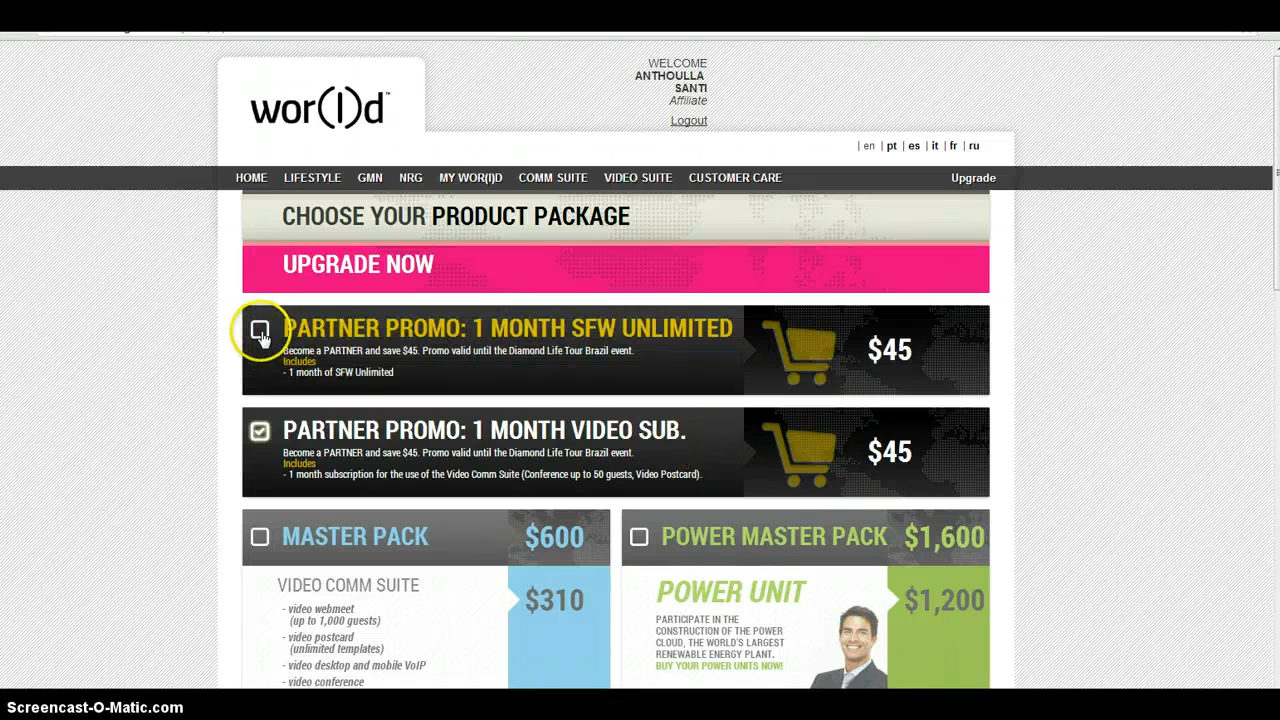 WELCOME
ANTHOULLA
SANTI
Affiliate
Logout
wor(l)d™
| en | pt | es | it | fr | ru
HOME LIFESTYLE GMN NRG MY WOR(l)D COMM SUITE VIDEO SUITE CUSTOMER CARE Upgrade
CHOOSE YOUR PRODUCT PACKAGE
UPGRADE NOW
PARTNER PROMO: 1 MONTH SFW UNLIMITED
Become a PARTNER and save $45. Promo valid until the Diamond Life Tour Brazil event.
Includes
- 1 month of SFW Unlimited
$45
PARTNER PROMO: 1 MONTH VIDEO SUB.
Become a PARTNER and save $45. Promo valid until the Diamond Life Tour Brazil event.
Includes
- 1 month subscription for the use of the Video Comm Suite (Conference up to 50 guests, Video Postcard).
$45
MASTER PACK $600
VIDEO COMM SUITE
$310
- video webmeet
(up to 1,000 guests)
- video postcard
(unlimited templates)
- video desktop and mobile VoIP
- video conference
POWER MASTER PACK $1,600
POWER UNIT
$1,200
PARTICIPATE IN THE
CONSTRUCTION OF THE POWER
CLOUD, THE WORLD'S LARGEST
RENEWABLE ENERGY PLANT.
BUY YOUR POWER UNITS NOW!
Screencast-O-Matic.com